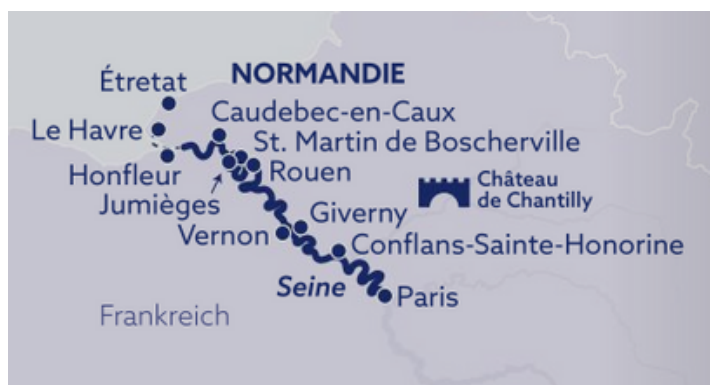 Étretat
NORMANDIE
Le Havre
Caudebec-en-Caux
St. Martin de Boscherville
Honfleur
Rouen
Jumièges
Château
de Chantilly
Giverny
Vernon
Conflans-Sainte-Honorine
Seine
Paris
Frankreich